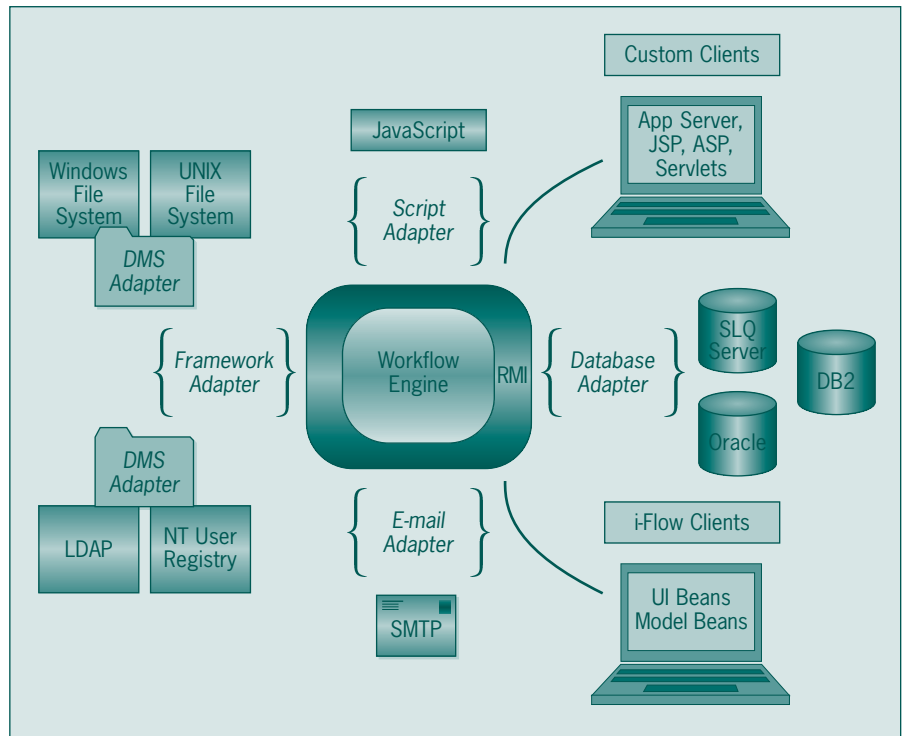 Custom Clients
App Server,
JSP, ASP,
Servlets
JavaScript
Windows
File
System
UNIX
File
System
DMS
Adapter
Script
Adapter
Framework
Adapter
Workflow
Engine
RMI
Database
Adapter
SLQ
Server
DB2
Oracle
DMS
Adapter
LDAP
NT User
Registry
E-mail
Adapter
SMTP
i-Flow Clients
UI Beans
Model Beans